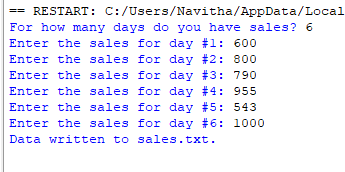 == RESTART: C:/Users/Navitha/AppData/Local
For how many days do you have sales? 6
Enter the sales for day #1: 600
Enter the sales for day #2: 800
Enter the sales for day #3: 790
Enter the sales for day #4: 955
Enter the sales for day #5: 543
Enter the sales for day #6: 1000
Data written to sales.txt.